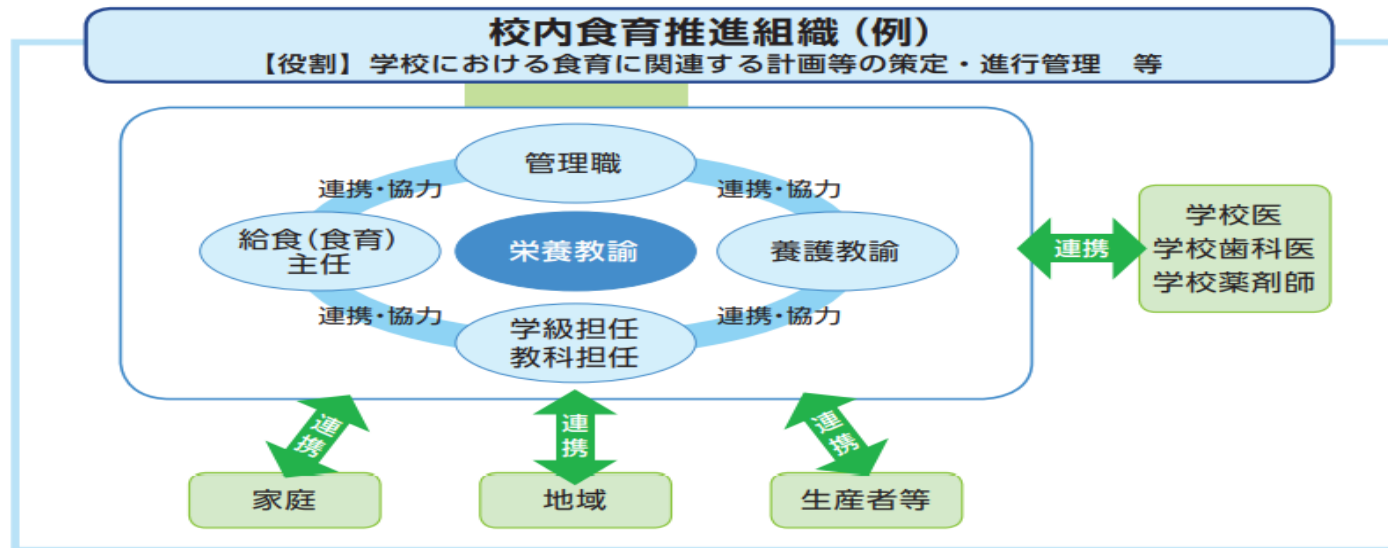 校内食育推進組織（例）
【役割】学校における食育に関連する計画等の策定・進行管理　等
管理職
連携・協力
連携・協力
給食（食育）
主任
栄養教諭
養護教諭
連携・協力
連携・協力
学級担任
教科担任
連携
学校医
学校歯科医
学校薬剤師
連携
連携
連携
家庭
地域
生産者等